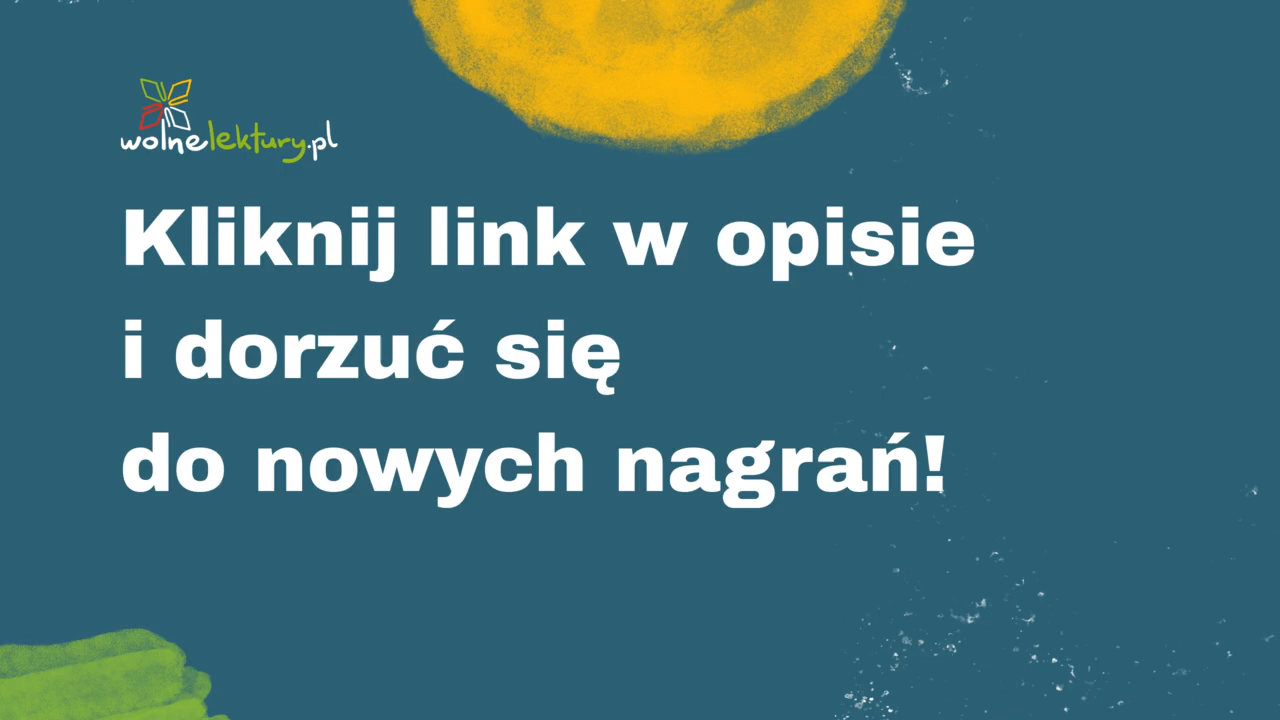 wolnelektury.pl
Kliknij link w opisie
i dorzuć się
do nowych nagrań!